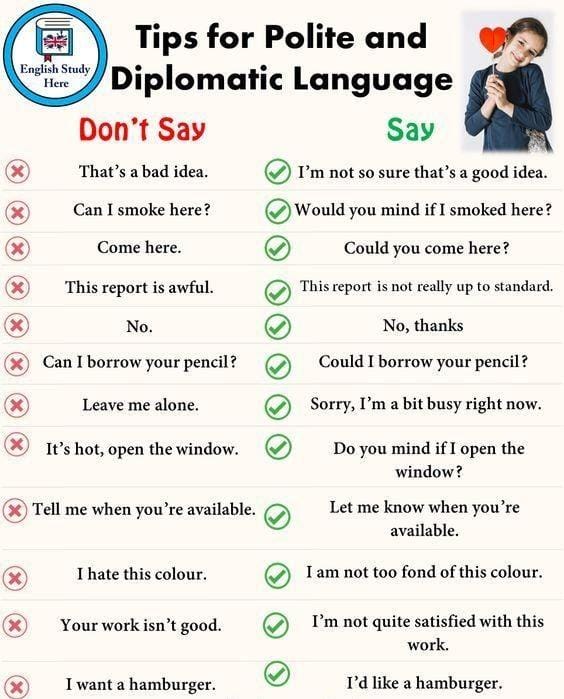 English Study
Here
Tips for Polite and
Diplomatic Language
Don't Say
Say
That's a bad idea.
I'm not so sure that's a good idea.
Can I smoke here?
Would you mind if I smoked here?
Come here.
Could you come here?
This report is awful.
This report is not really up to standard.
No.
No, thanks
Can I borrow your pencil?
Could I borrow your pencil?
Leave me alone.
Sorry, I'm a bit busy right now.
It's hot, open the window.
Do you mind if I open the
window?
Tell me when you're available.
Let me know when you're
available.
I hate this colour.
I am not too fond of this colour.
Your work isn't good.
I'm not quite satisfied with this
work.
I want a hamburger.
I'd like a hamburger.